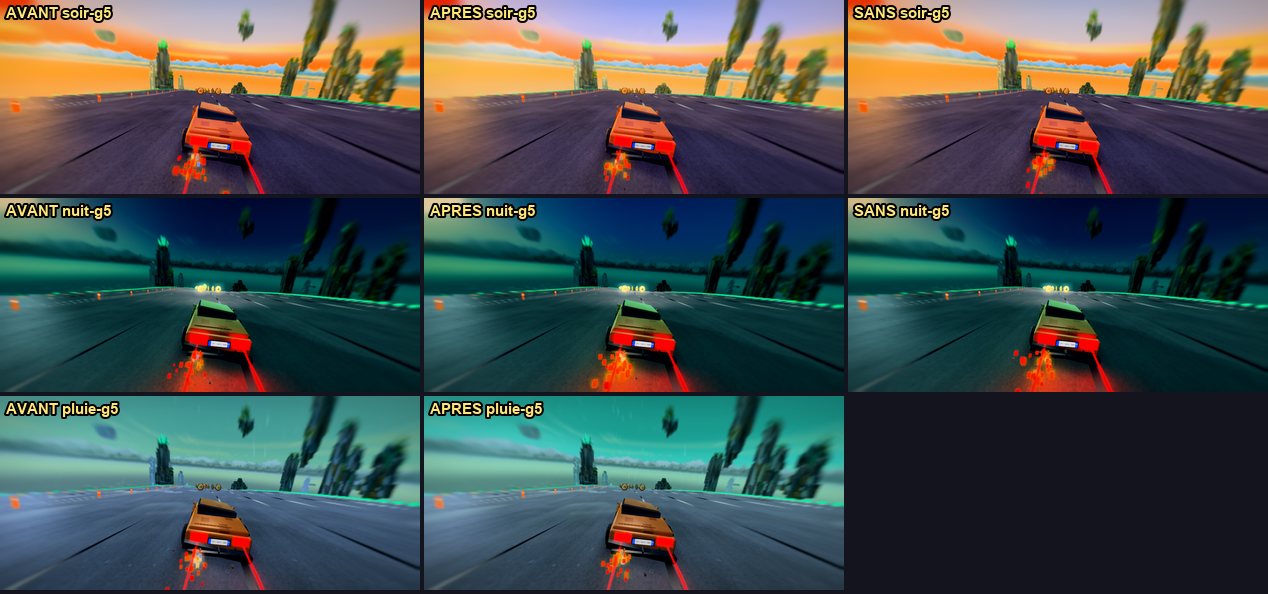 AVANT soir-g5
APRES soir-g5
SANS soir-g5
AVANT nuit-g5
APRES nuit-g5
SANS nuit-g5
AVANT pluie-g5
APRES pluie-g5